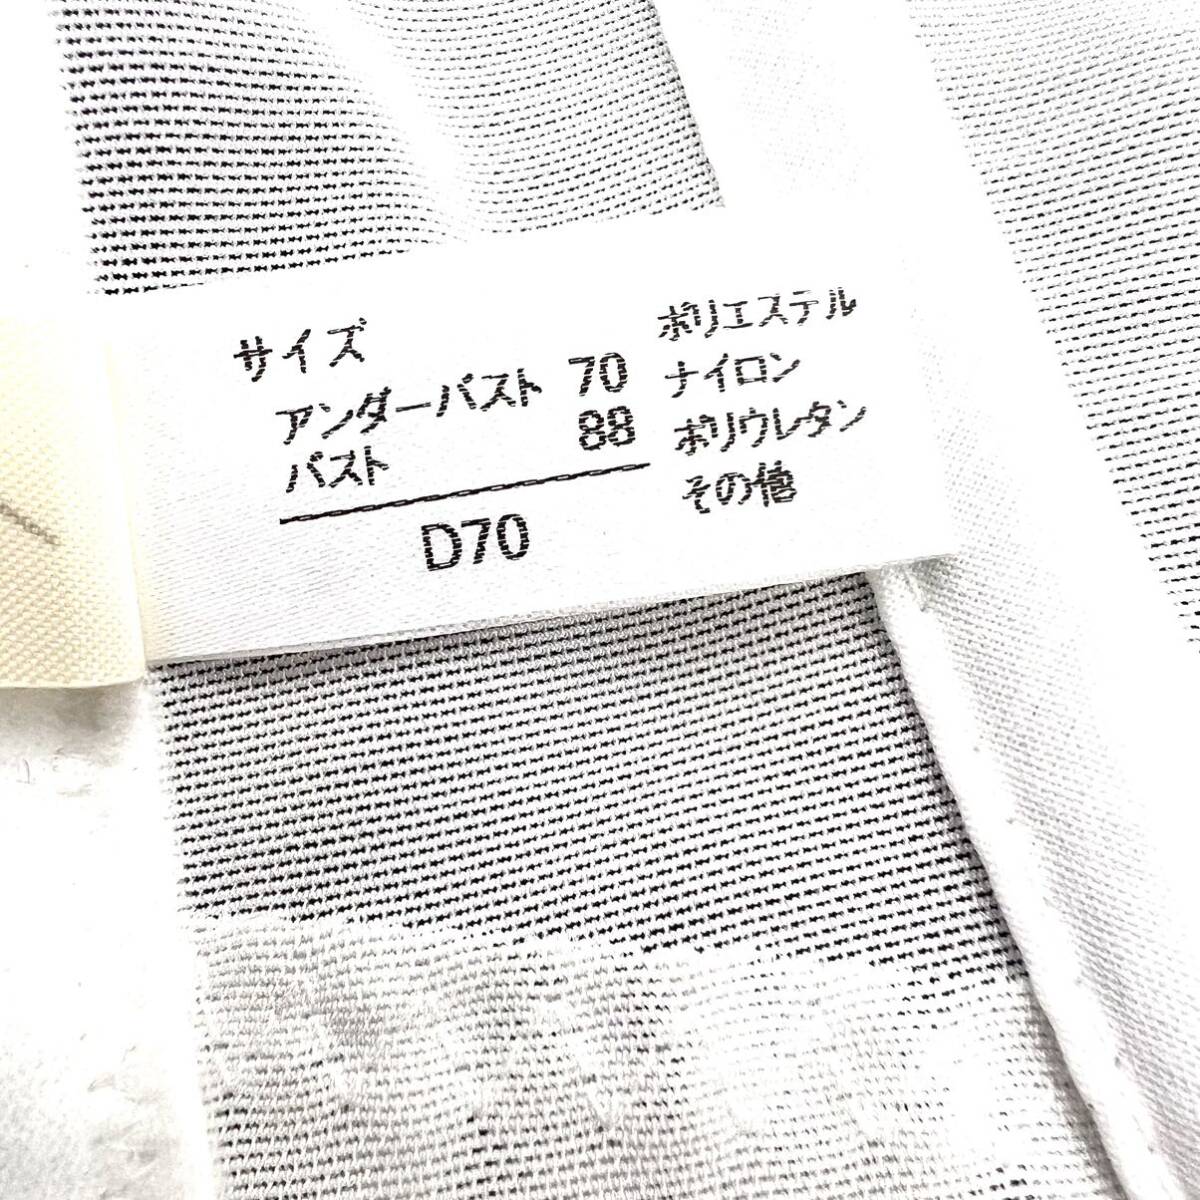 サイズ
アンダーバスト 70
バスト 88
D70
ポリエステル
ナイロン
ポリウレタン
その他